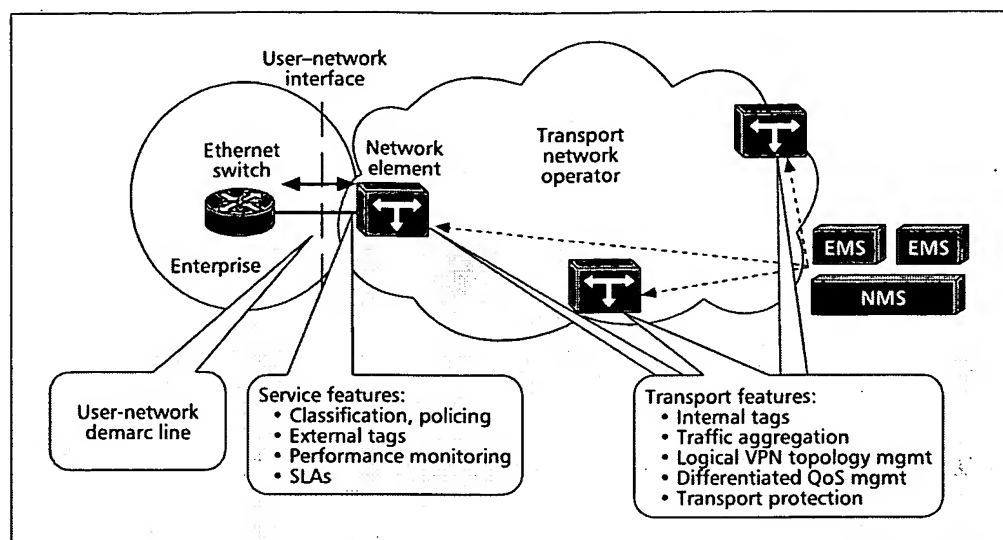 User–network
interface
Ethernet
switch
Network
element
Transport
network
operator
Enterprise
EMS
EMS
NMS
User-network
demarc line
Service features:
• Classification, policing
• External tags
• Performance monitoring
• SLAs
Transport features:
• Internal tags
• Traffic aggregation
• Logical VPN topology mgmt
• Differentiated QoS mgmt
• Transport protection